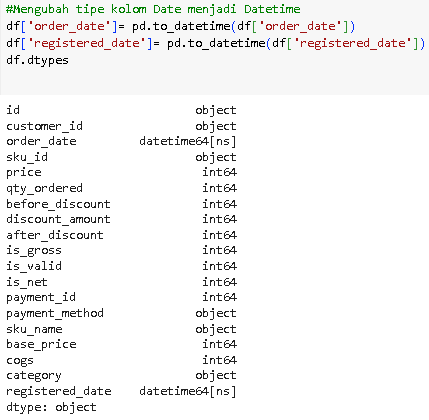 #Mengubah tipe kolom Date menjadi Datetime
df['order_date']= pd.to_datetime(df['order_date'])
df['registered_date']= pd.to_datetime(df['registered_date'])
df.dtypes
id object
customer_id object
order_date datetime64[ns]
sku_id object
price int64
qty_ordered int64
before_discount int64
discount_amount int64
after_discount int64
is_gross int64
is_valid int64
is_net int64
payment_id int64
payment_method object
sku_name object
base_price int64
cogs int64
category object
registered_date datetime64[ns]
dtype: object